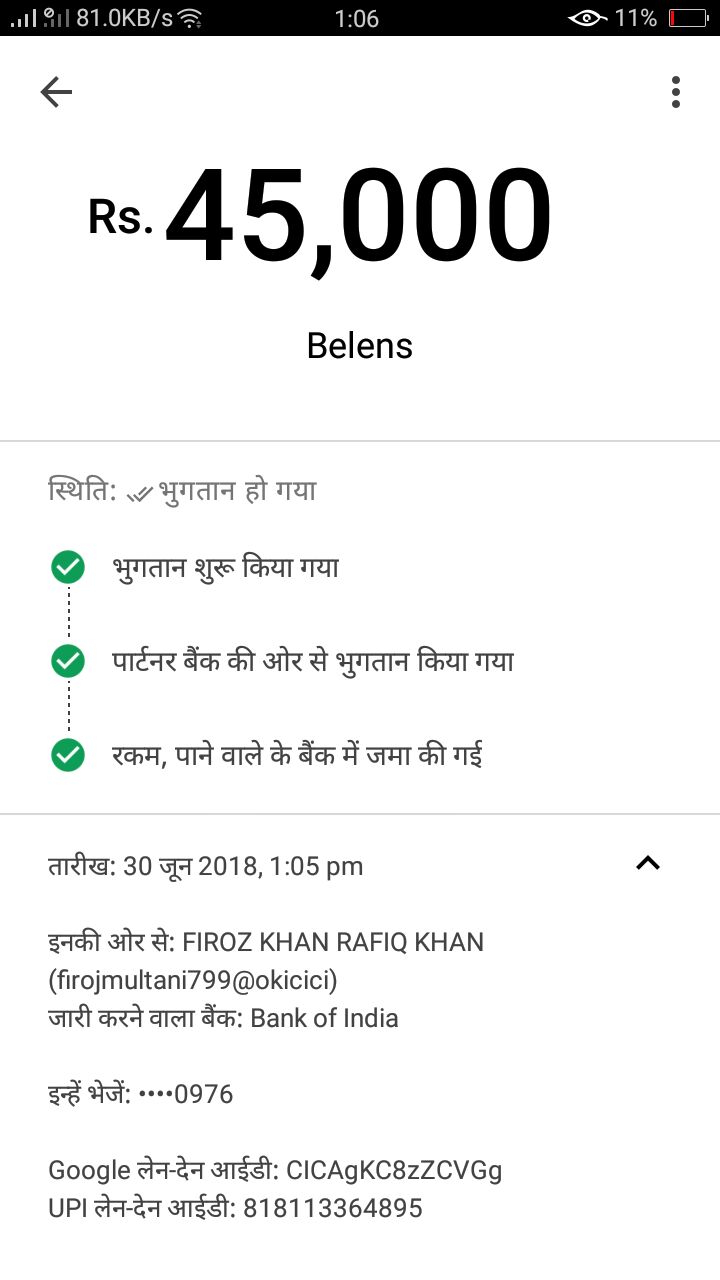 81.0KB/s 1:06 11%
Rs. 45,000
Belens
स्थिति: भुगतान हो गया
भुगतान शुरू किया गया
पार्टनर बैंक की ओर से भुगतान किया गया
रकम, पाने वाले के बैंक में जमा की गई
तारीख: 30 जून 2018, 1:05 pm
इनकी ओर से: FIROZ KHAN RAFIQ KHAN
(firojmultani799@okicici)
जारी करने वाला बैंक: Bank of India
इन्हें भेजें: ••••0976
Google लेन-देन आईडी: CICAgKC8zZCVGg
UPI लेन-देन आईडी: 818113364895